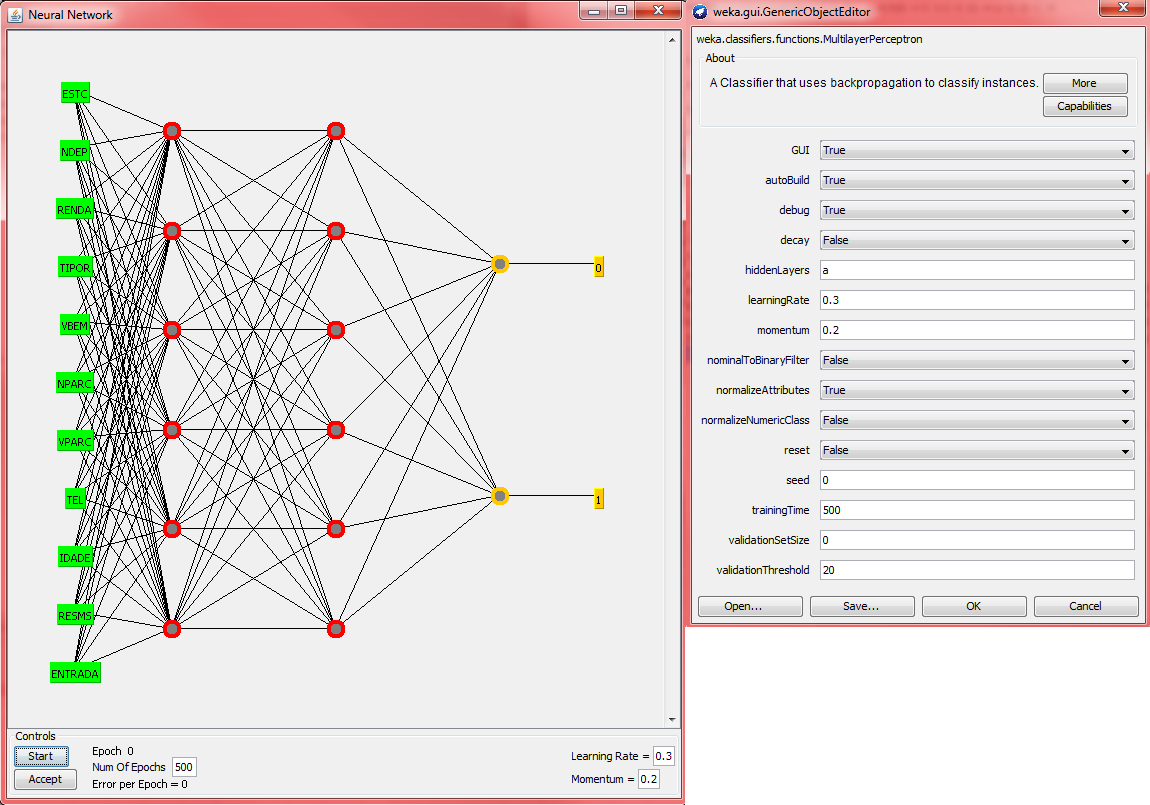 Neural Network
ESTC
NDEP
RENDA
TIPOR
VBEM
NPARC
VPARC
TEL
IDADE
RESMS
ENTRADA
0
1
Controls
Start
Accept
Epoch 0
Num Of Epochs 500
Error per Epoch = 0
Learning Rate = 0.3
Momentum = 0.2
weka.gui.GenericObjectEditor
weka.classifiers.functions.MultilayerPerceptron
About
A Classifier that uses backpropagation to classify instances.
More
Capabilities
GUI True
autoBuild True
debug True
decay False
hiddenLayers a
learningRate 0.3
momentum 0.2
nominalToBinaryFilter False
normalizeAttributes True
normalizeNumericClass False
reset False
seed 0
trainingTime 500
validationSetSize 0
validationThreshold 20
Open... Save... OK Cancel